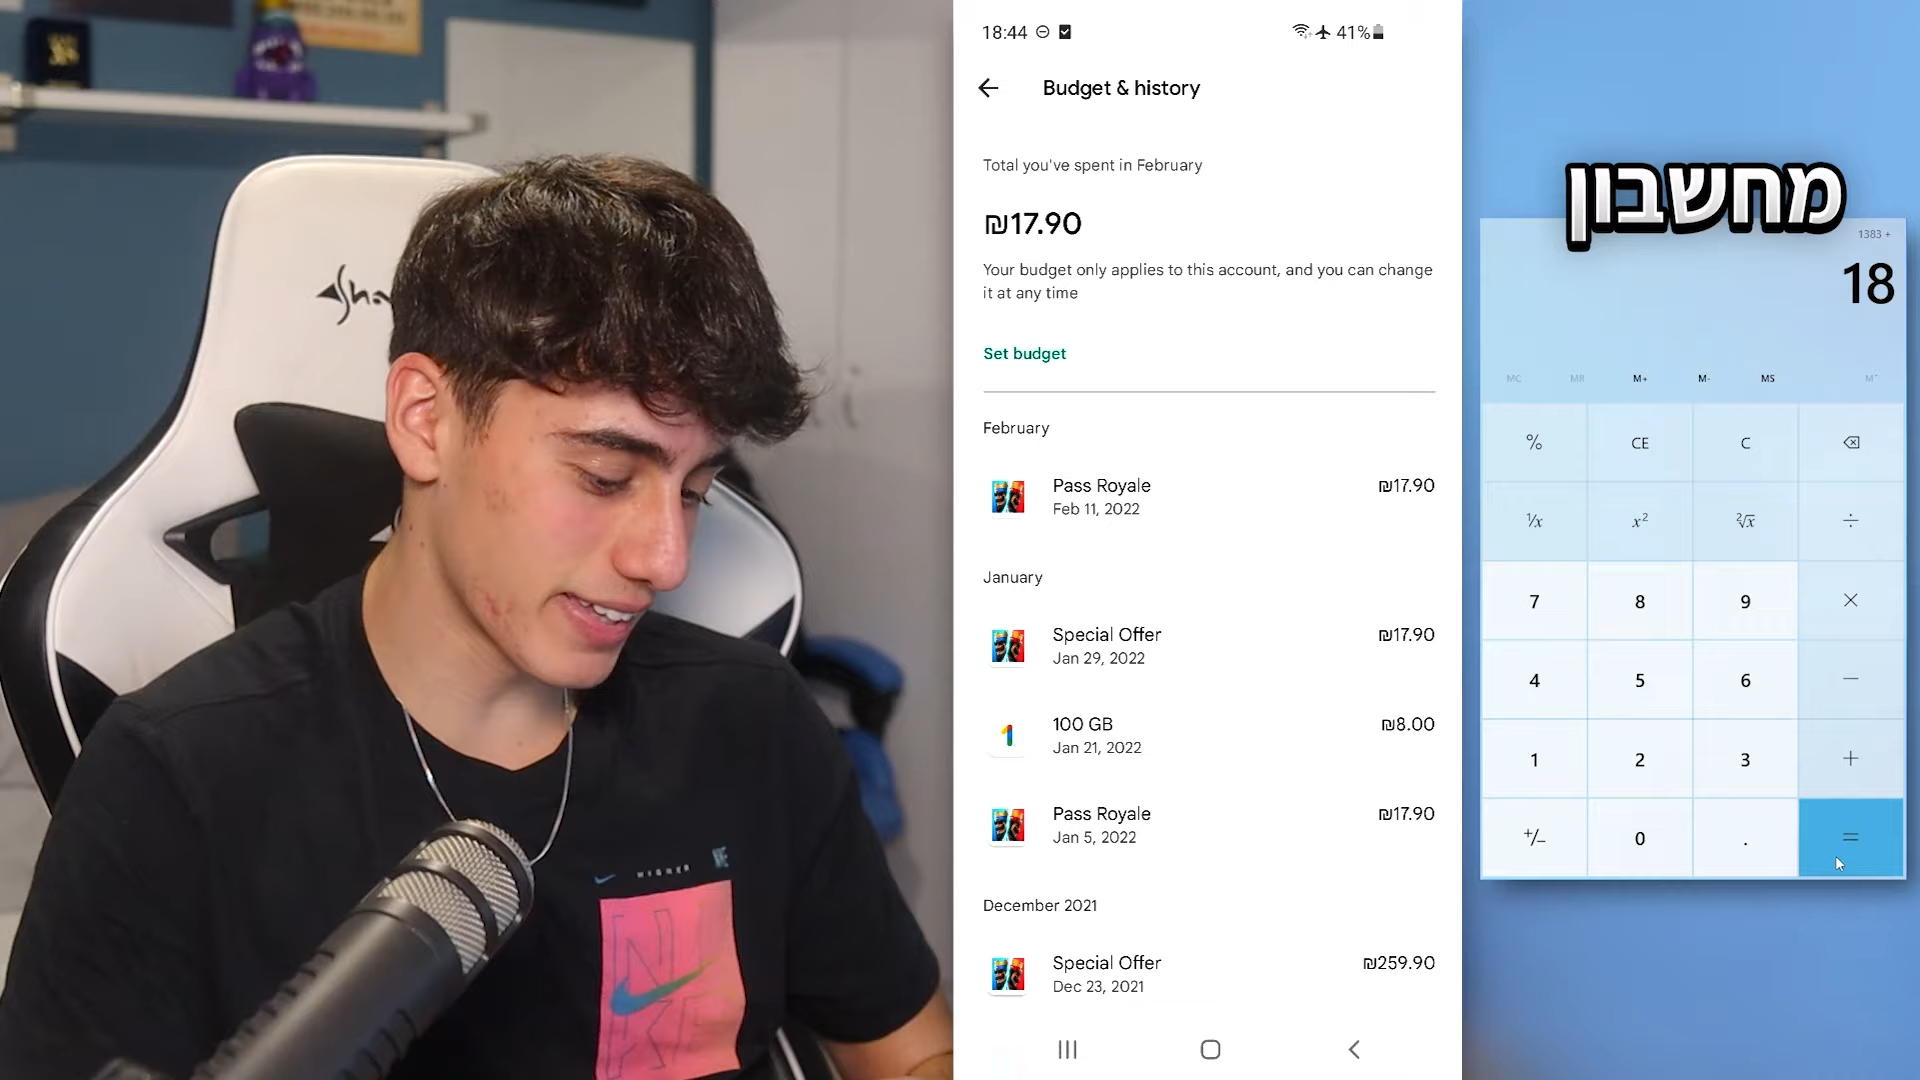 18:44 41%
Budget & history
Total you've spent in February
₪17.90
Your budget only applies to this account, and you can change
it at any time
Set budget
February
Pass Royale ₪17.90
Feb 11, 2022
January
Special Offer ₪17.90
Jan 29, 2022
100 GB ₪8.00
Jan 21, 2022
Pass Royale ₪17.90
Jan 5, 2022
December 2021
Special Offer ₪259.90
Dec 23, 2021
מחשבון
1383 +
18
MC MR M+ M- MS M˅
% CE C
¹/x x² ²√x ÷
7 8 9 ×
4 5 6 −
1 2 3 +
+/− 0 . =